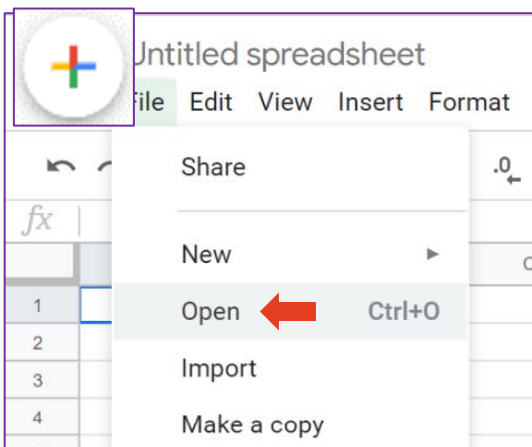 Untitled spreadsheet
File Edit View Insert Format
Share
.0
fx
New
Open Ctrl+O
1
2
Import
3
Make a copy
4